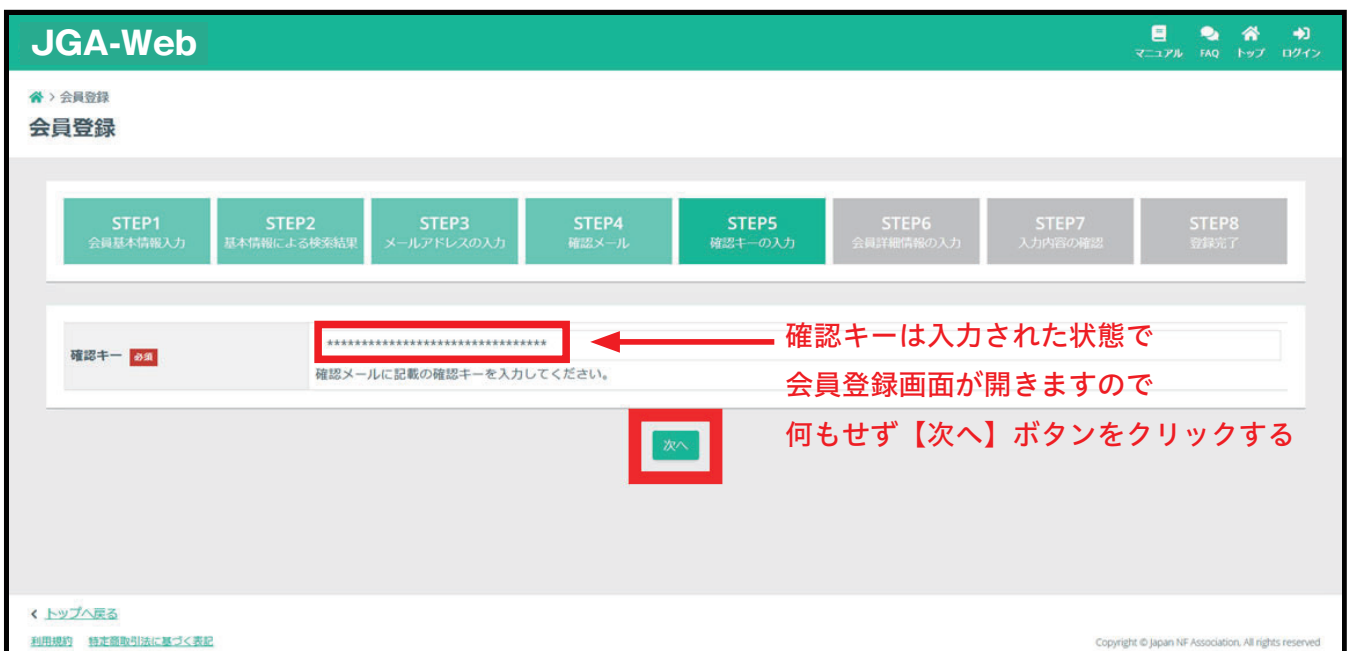 JGA-Web
マニュアル FAQ トップ ログイン
> 会員登録
会員登録
STEP1 STEP2 STEP3 STEP4 STEP5 STEP6 STEP7 STEP8
会員基本情報入力 基本情報による検索結果 メールアドレスの入力 確認メール 確認キーの入力 会員詳細情報の入力 入力内容の確認 登録完了
確認キー 必須
********************************
確認メールに記載の確認キーを入力してください。
確認キーは入力された状態で
会員登録画面が開きますので
何もせず【次へ】ボタンをクリックする
次へ
< トップへ戻る
利用規約 特定商取引法に基づく表記
Copyright © Japan NF Association. All rights reserved